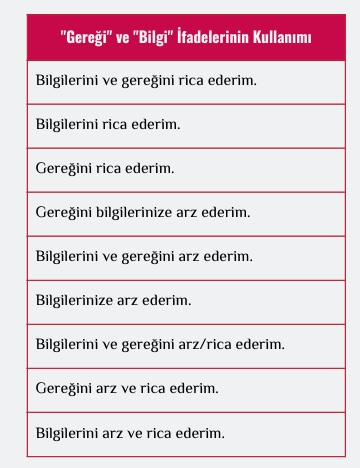 "Gereği" ve "Bilgi" İfadelerinin Kullanımı
Bilgilerini ve gereğini rica ederim.
Bilgilerini rica ederim.
Gereğini rica ederim.
Gereğini bilgilerinize arz ederim.
Bilgilerini ve gereğini arz ederim.
Bilgilerinize arz ederim.
Bilgilerini ve gereğini arz/rica ederim.
Gereğini arz ve rica ederim.
Bilgilerini arz ve rica ederim.